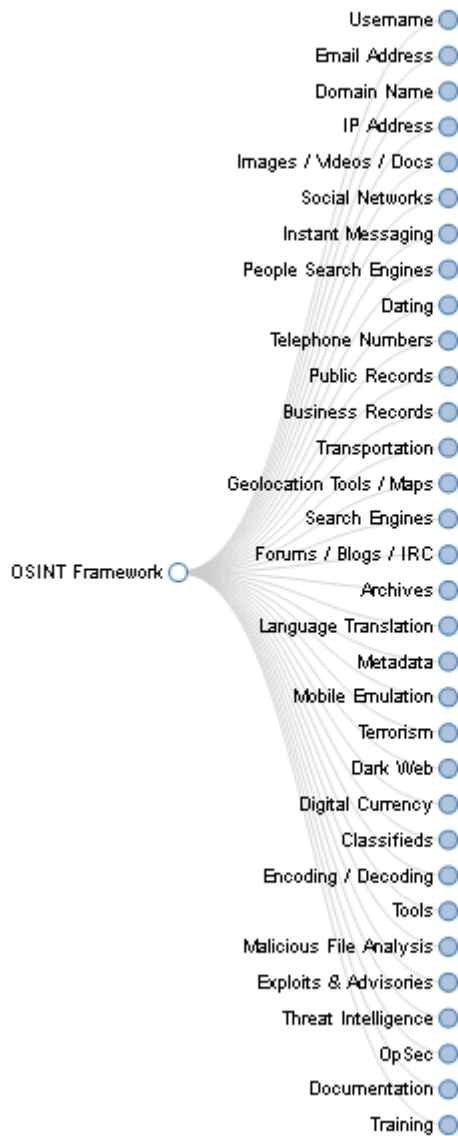 Username
Email Address
Domain Name
IP Address
Images / Videos / Docs
Social Networks
Instant Messaging
People Search Engines
Dating
Telephone Numbers
Public Records
Business Records
Transportation
Geolocation Tools / Maps
Search Engines
Forums / Blogs / IRC
OSINT Framework
Archives
Language Translation
Metadata
Mobile Emulation
Terrorism
Dark Web
Digital Currency
Classifieds
Encoding / Decoding
Tools
Malicious File Analysis
Exploits & Advisories
Threat Intelligence
OpSec
Documentation
Training